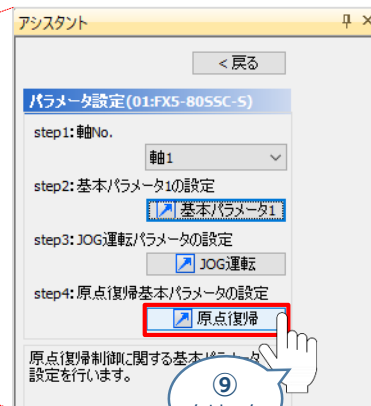 アシスタント
<戻る
パラメータ設定(01:FX5-80SSC-S)
step1:軸No.
軸1
step2:基本パラメータ1の設定
基本パラメータ1
step3:JOG運転パラメータの設定
JOG運転
step4:原点復帰基本パラメータの設定
原点復帰
原点復帰制御に関する基本パラメータ
設定を行います。
⑨